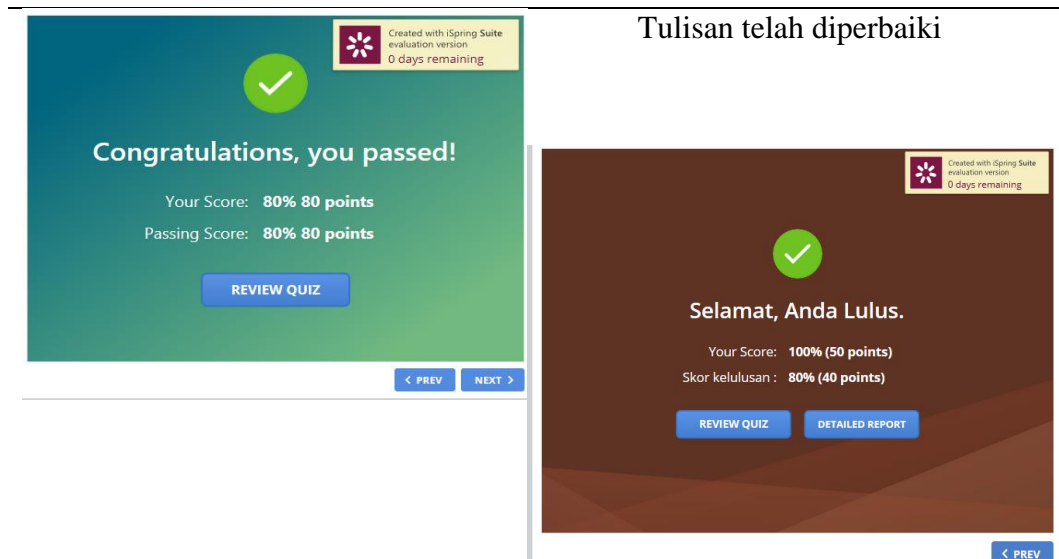 Created with iSpring Suite
evaluation version
0 days remaining
Congratulations, you passed!
Your Score: 80% 80 points
Passing Score: 80% 80 points
REVIEW QUIZ
< PREV
NEXT >
Tulisan telah diperbaiki
Created with iSpring Suite
evaluation version
0 days remaining
Selamat, Anda Lulus.
Your Score: 100% (50 points)
Skor kelulusan : 80% (40 points)
REVIEW QUIZ
DETAILED REPORT
< PREV